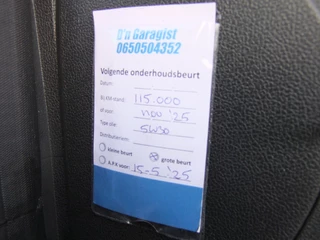 D'n Garagist
0650504352
Volgende onderhoudsbeurt
Datum:
Bij KM-stand: 115.000
of voor: nov '25
Type olie: 5W30
Distributieriem:
kleine beurt grote beurt
A.P.K voor: 15-5-'25